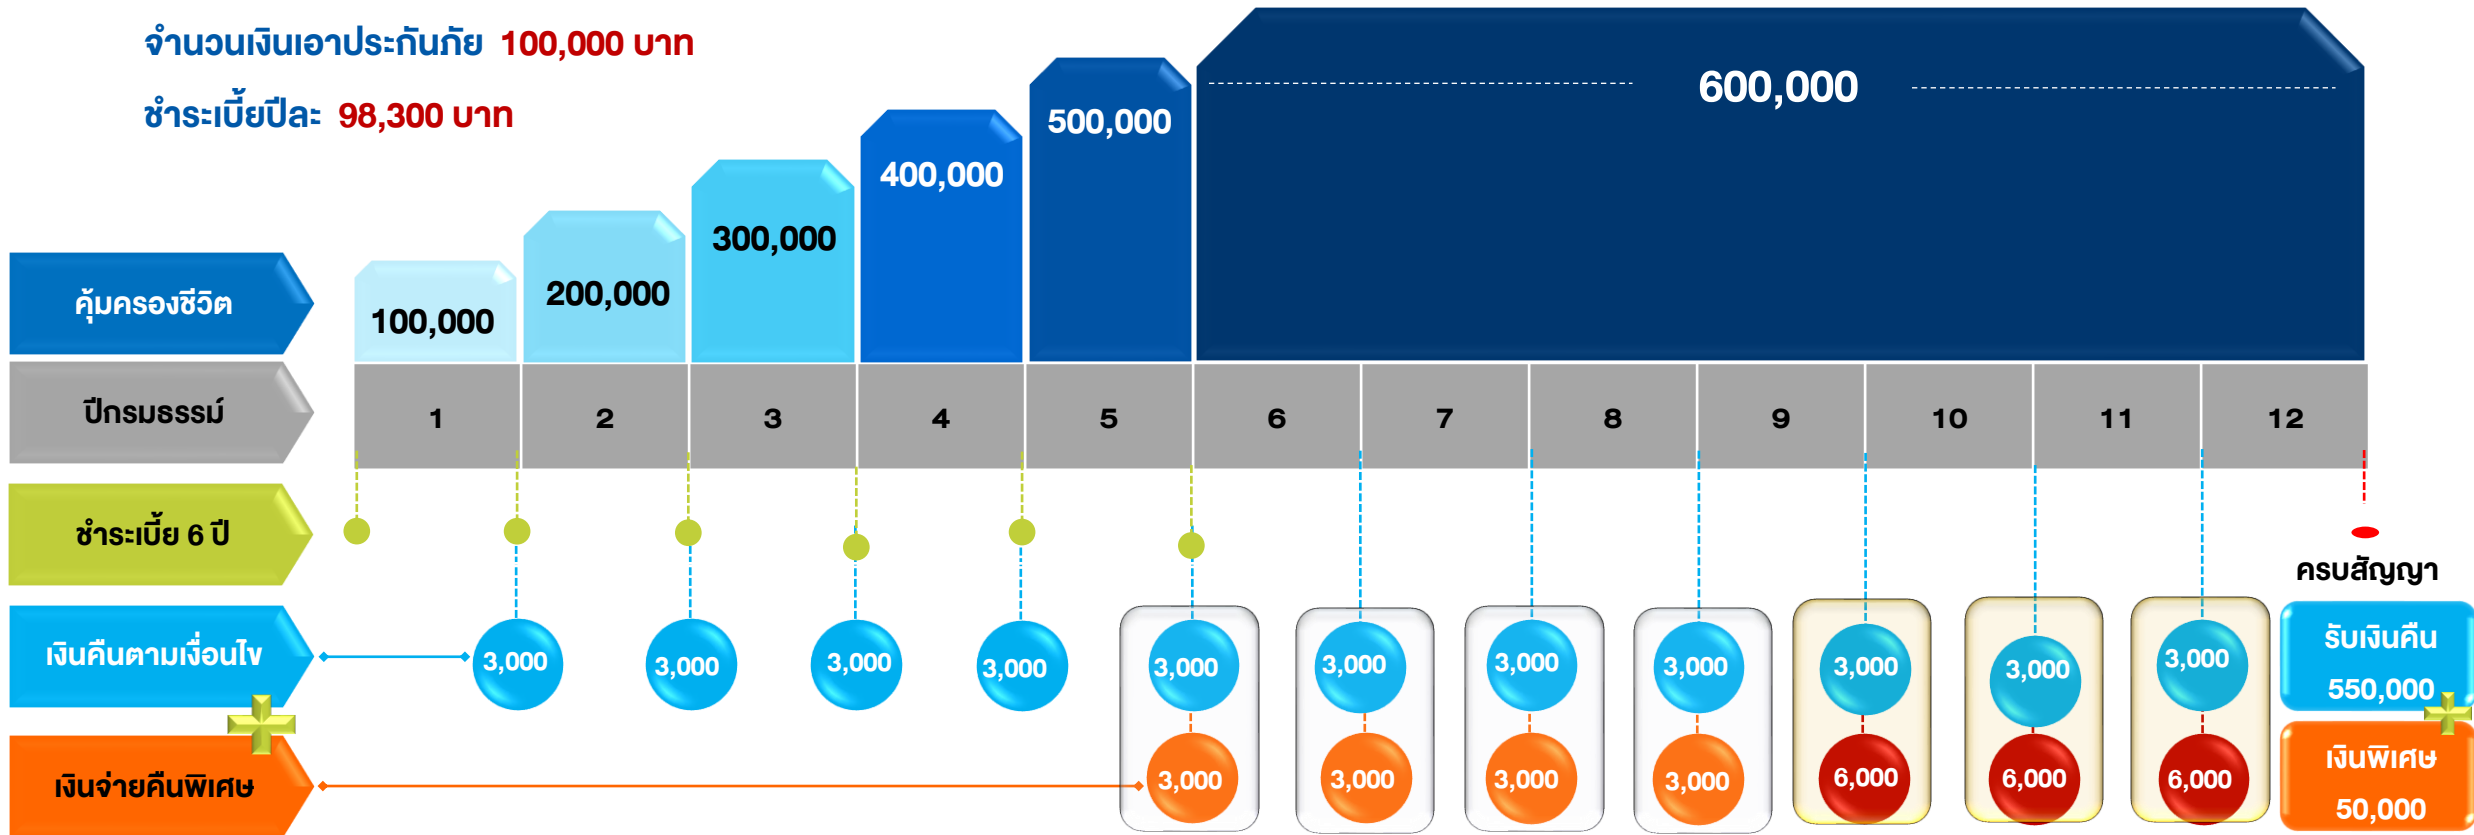 จำนวนเงินเอาประกันภัย 100,000 บาท
ชำระเบี้ยปีละ 98,300 บาท
600,000
500,000
400,000
300,000
200,000
100,000
คุ้มครองชีวิต
ปีกรมธรรม์ 1 2 3 4 5 6 7 8 9 10 11 12
ชำระเบี้ย 6 ปี
ครบสัญญา
เงินคืนตามเงื่อนไข 3,000 3,000 3,000 3,000 3,000 3,000 3,000 3,000 3,000 3,000 3,000
รับเงินคืน
550,000
เงินจ่ายคืนพิเศษ 3,000 3,000 3,000 3,000 6,000 6,000 6,000
เงินพิเศษ
50,000